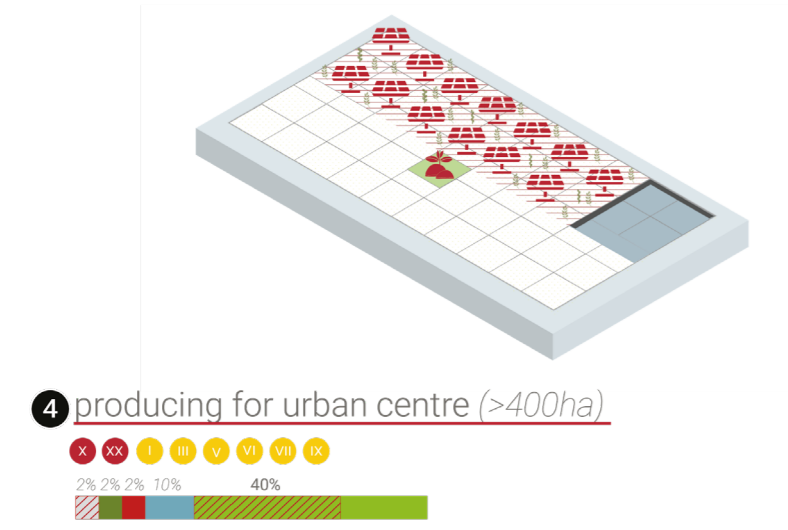 4 producing for urban centre (>400ha)
X XX I III V VI VII IX
2% 2% 2% 10% 40%